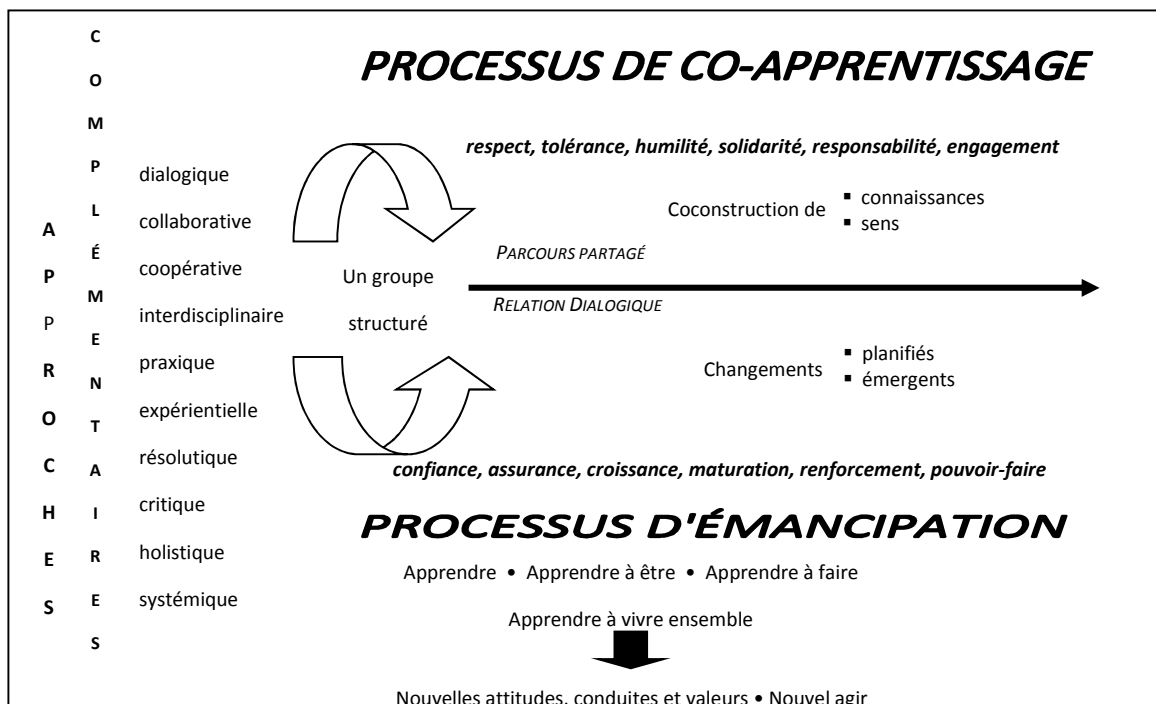 APPROCHES
COMPLÉMENTAIRES
dialogique
collaborative
coopérative
interdisciplinaire
praxique
expérientielle
résolutique
critique
holistique
systémique
PROCESSUS DE CO-APPRENTISSAGE
respect, tolérance, humilité, solidarité, responsabilité, engagement
Coconstruction de
▪ connaissances
▪ sens
PARCOURS PARTAGÉ
Un groupe
structuré
RELATION DIALOGIQUE
Changements
▪ planifiés
▪ émergents
confiance, assurance, croissance, maturation, renforcement, pouvoir-faire
PROCESSUS D'ÉMANCIPATION
Apprendre • Apprendre à être • Apprendre à faire
Apprendre à vivre ensemble
Nouvelles attitudes, conduites et valeurs • Nouvel agir